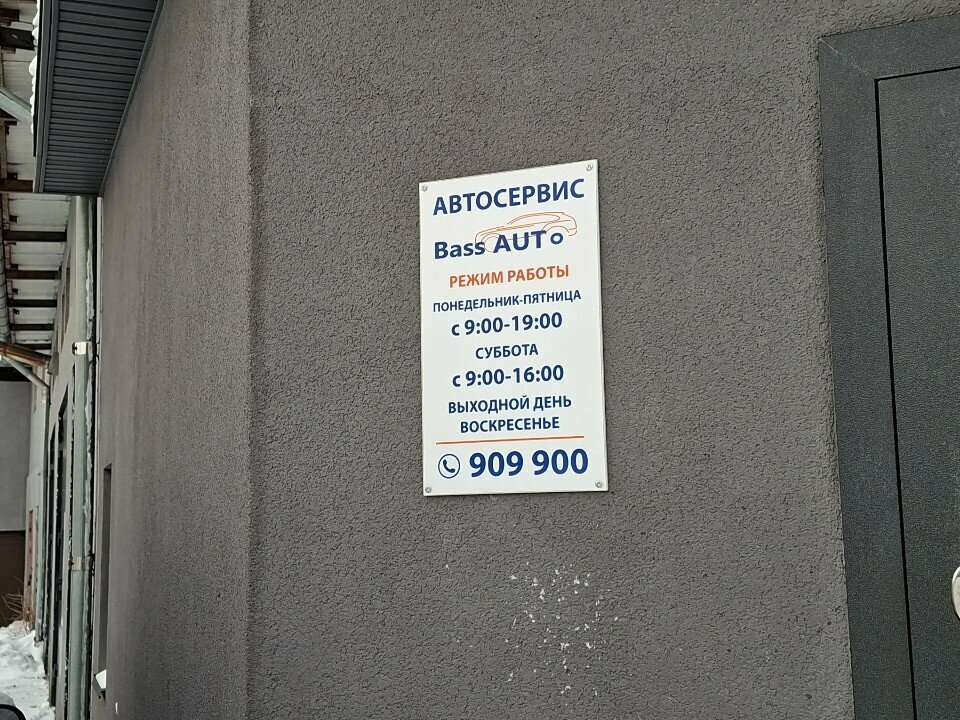 АВТОСЕРВИС
Bass AUTo
РЕЖИМ РАБОТЫ
ПОНЕДЕЛЬНИК-ПЯТНИЦА
с 9:00-19:00
СУББОТА
с 9:00-16:00
ВЫХОДНОЙ ДЕНЬ
ВОСКРЕСЕНЬЕ
909 900